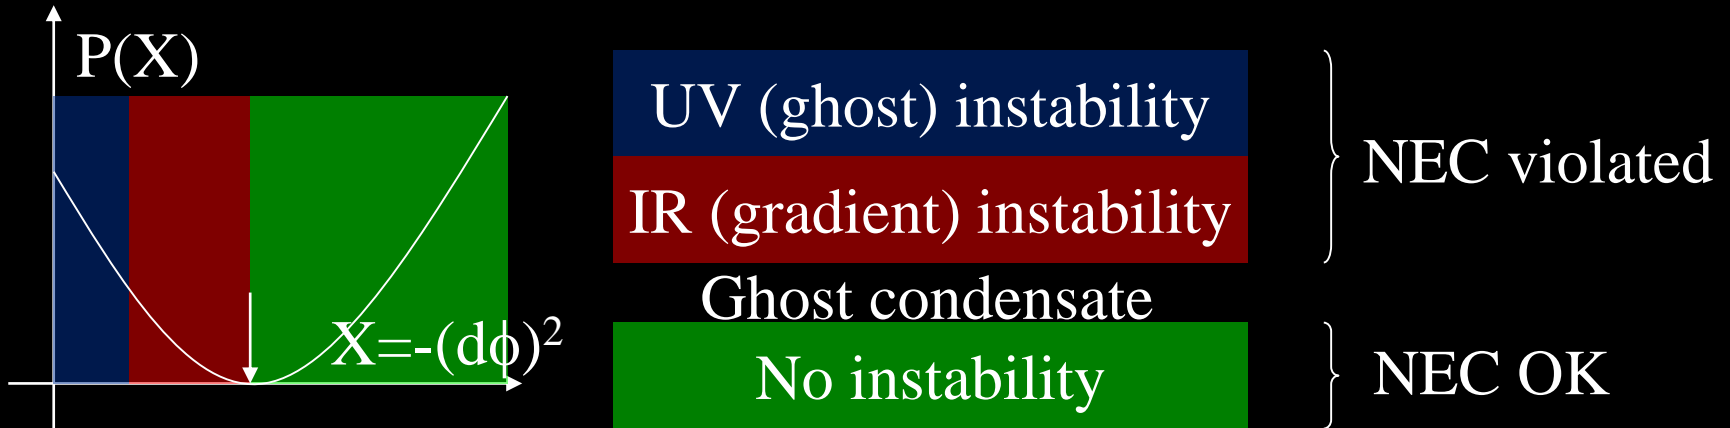 P(X)
X=-(dϕ)²
UV (ghost) instability
IR (gradient) instability
NEC violated
Ghost condensate
No instability
NEC OK